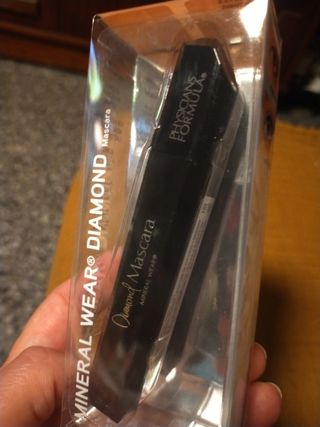 MINERAL WEAR® DIAMOND
Mascara
PHYSICIANS
FORMULA®
Diamond Mascara
MINERAL WEAR®